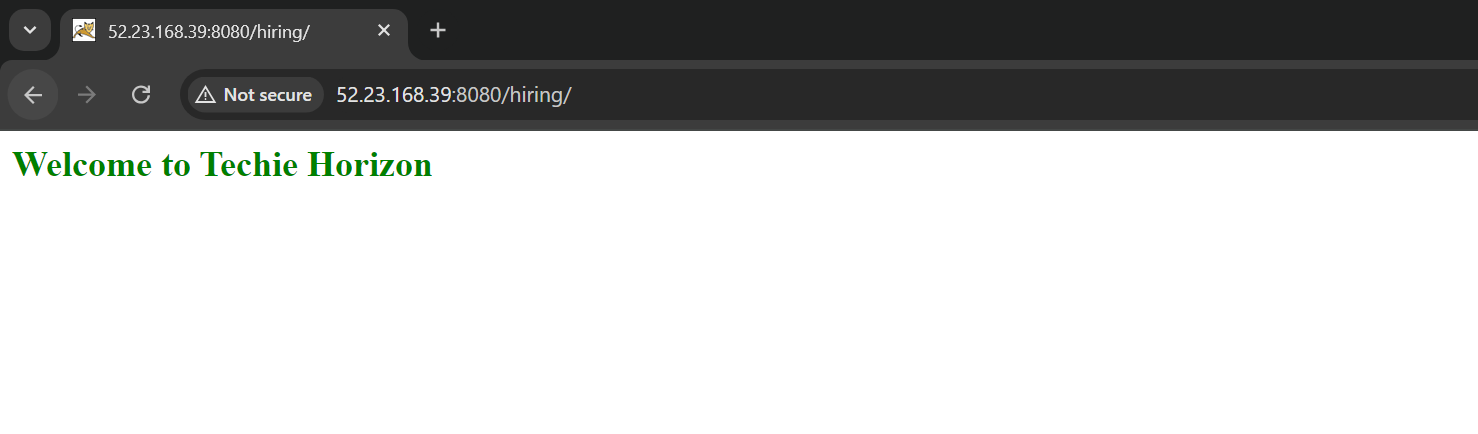 52.23.168.39:8080/hiring/
Not secure
52.23.168.39:8080/hiring/
Welcome to Techie Horizon